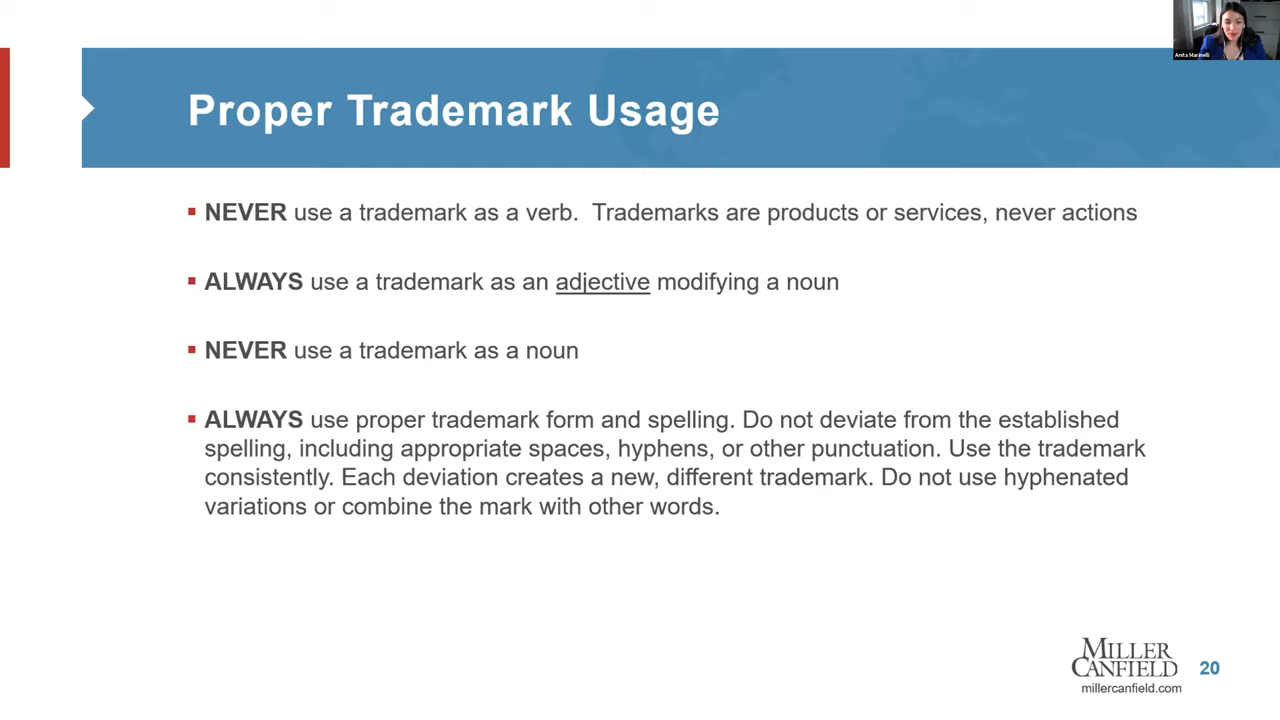 Anita Marinelli
Proper Trademark Usage
▪ NEVER use a trademark as a verb.  Trademarks are products or services, never actions
▪ ALWAYS use a trademark as an adjective modifying a noun
▪ NEVER use a trademark as a noun
▪ ALWAYS use proper trademark form and spelling. Do not deviate from the established
spelling, including appropriate spaces, hyphens, or other punctuation. Use the trademark
consistently. Each deviation creates a new, different trademark. Do not use hyphenated
variations or combine the mark with other words.
MILLER
CANFIELD
millercanfield.com
20